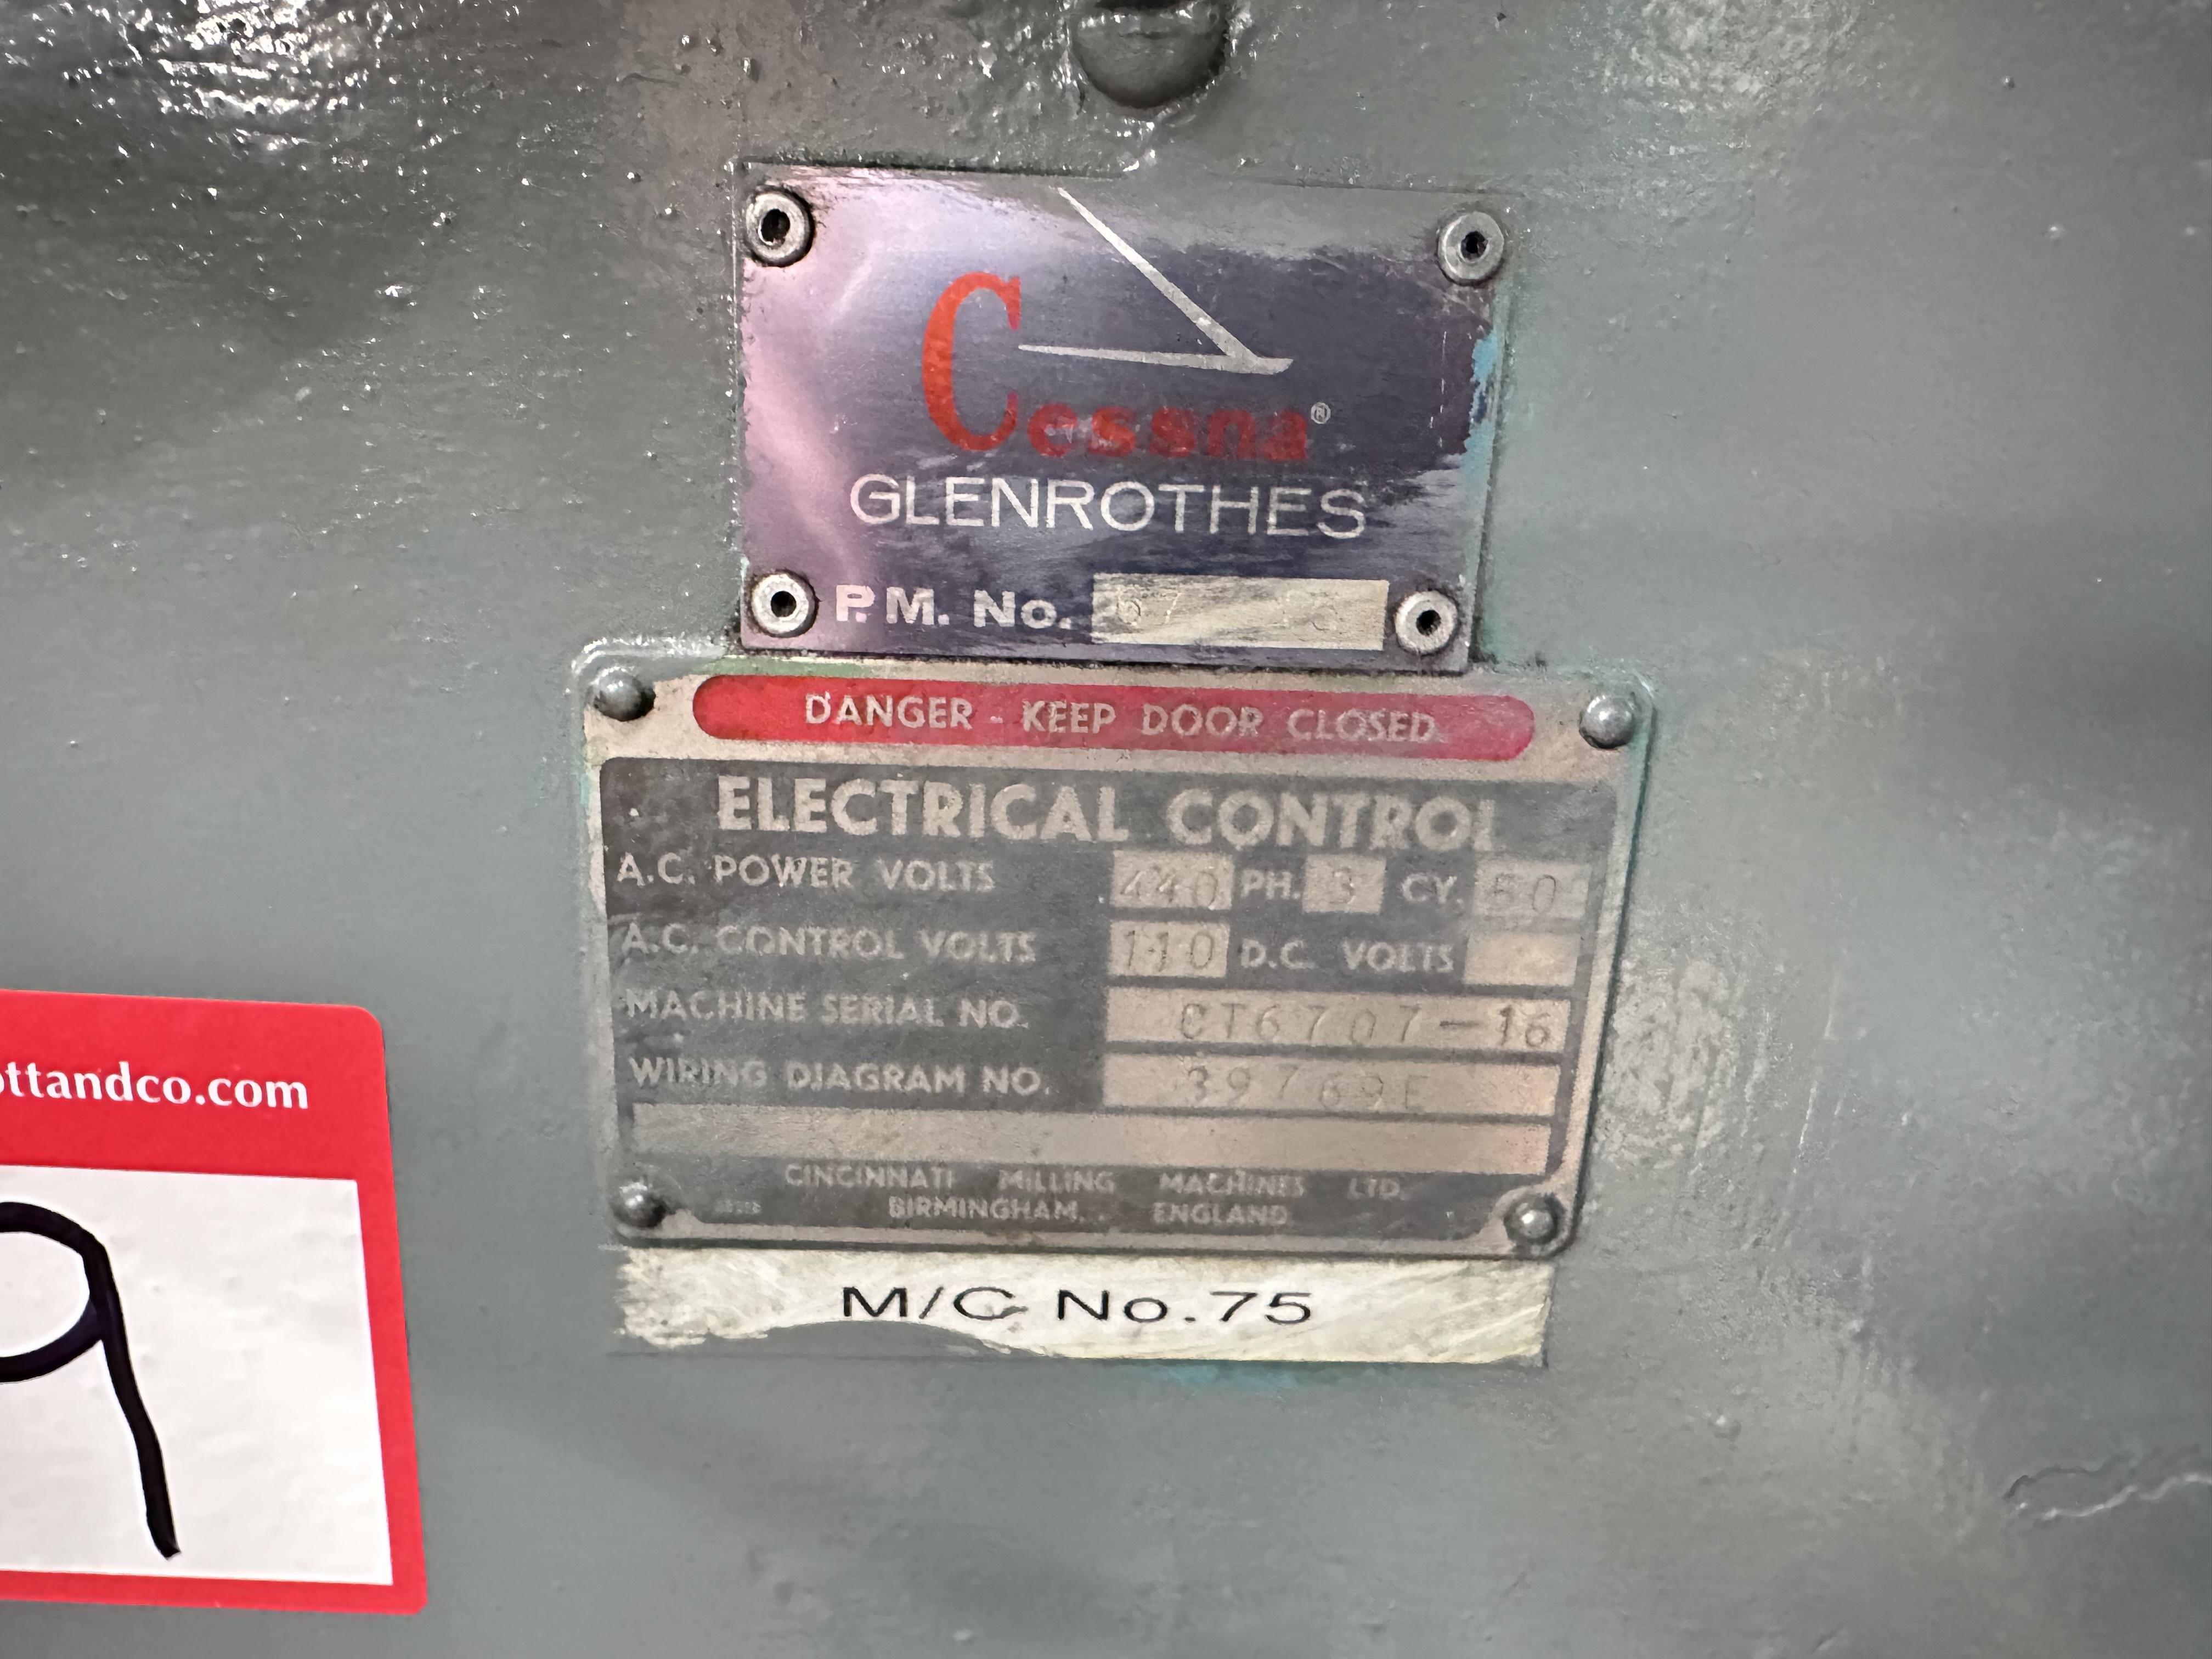 Cessna®
GLENROTHES
P.M. No.
DANGER - KEEP DOOR CLOSED
ELECTRICAL CONTROL
A.C. POWER VOLTS 440 PH. 3 CY. 50
A.C. CONTROL VOLTS 110 D.C. VOLTS
MACHINE SERIAL NO. CT6707-16
WIRING DIAGRAM NO. 39769E
CINCINNATI MILLING MACHINES LTD.
BIRMINGHAM, ENGLAND
M/C No.75
ottandco.com
9